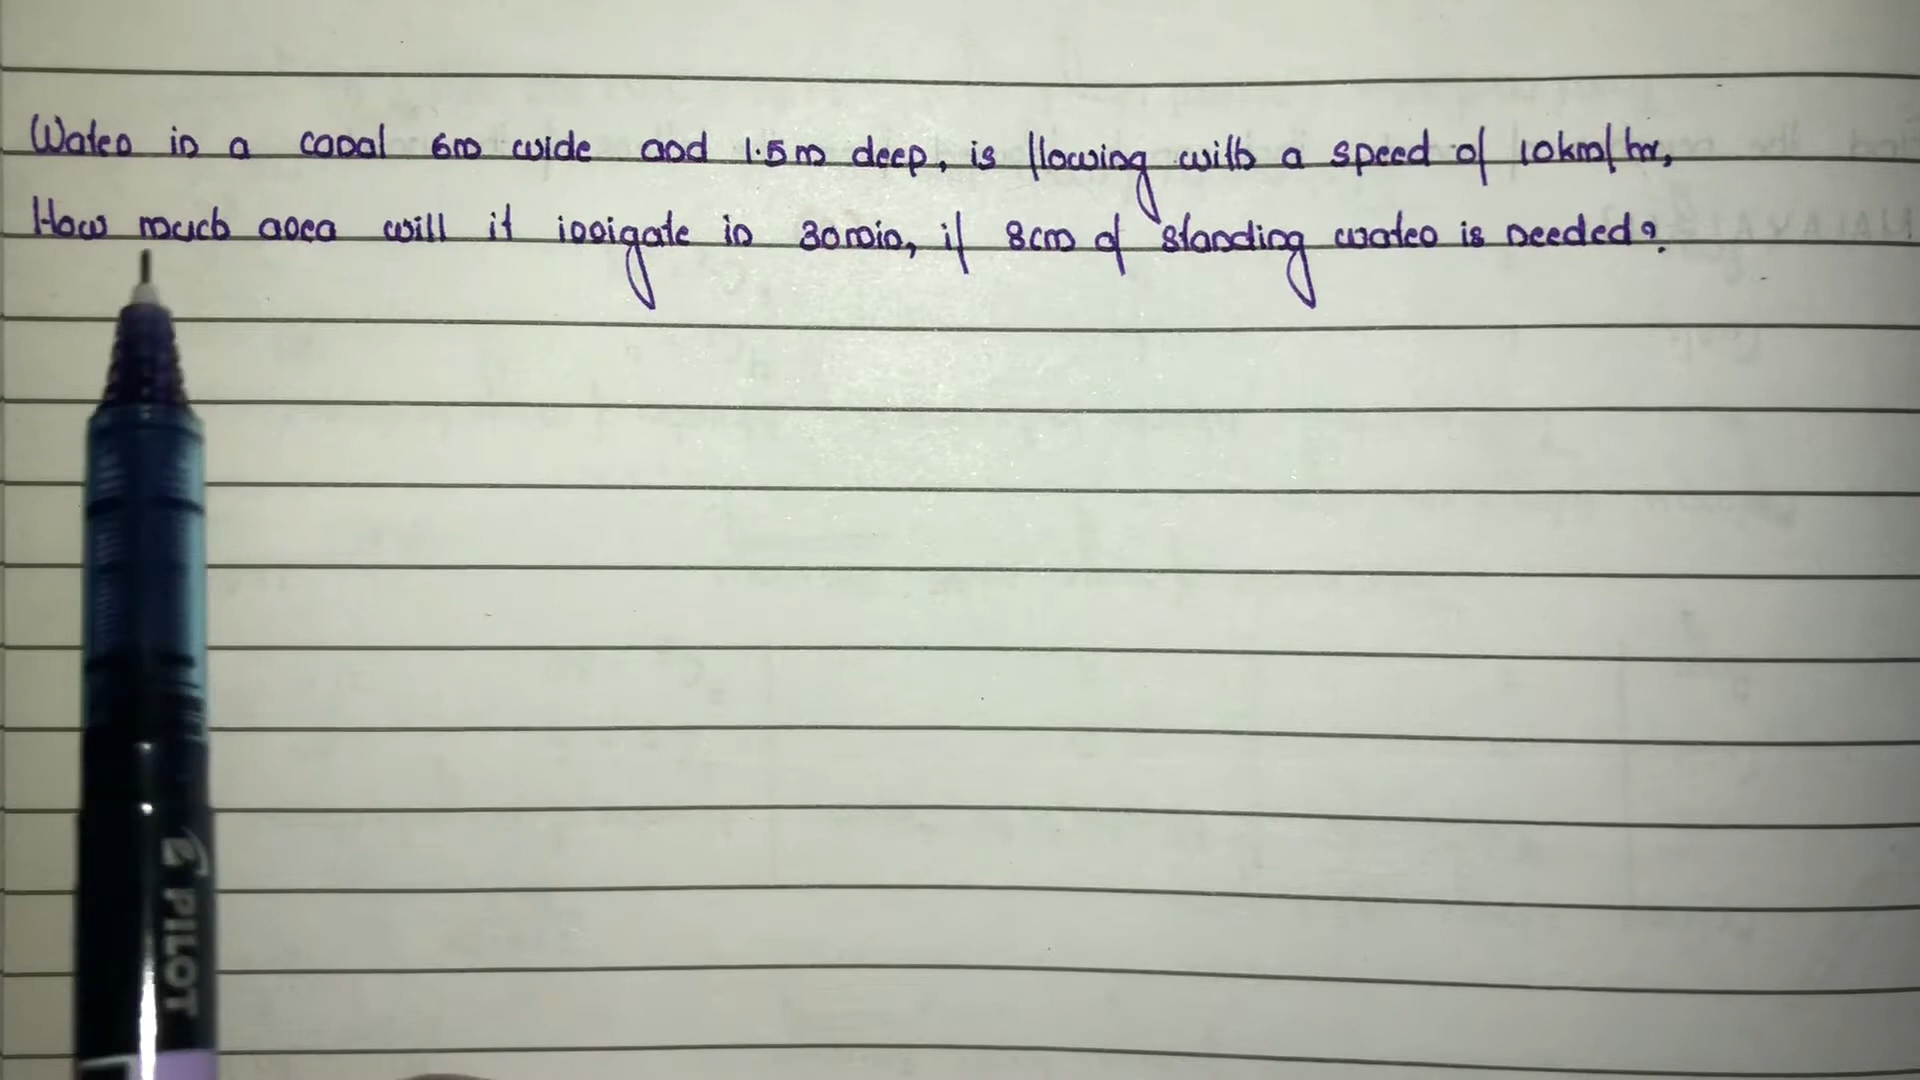 Water in a canal 6m wide and 1.5m deep, is flowing with a speed of 10km/hr,
How much area will it irrigate in 30min, if 8cm of standing water is needed?
PILOT